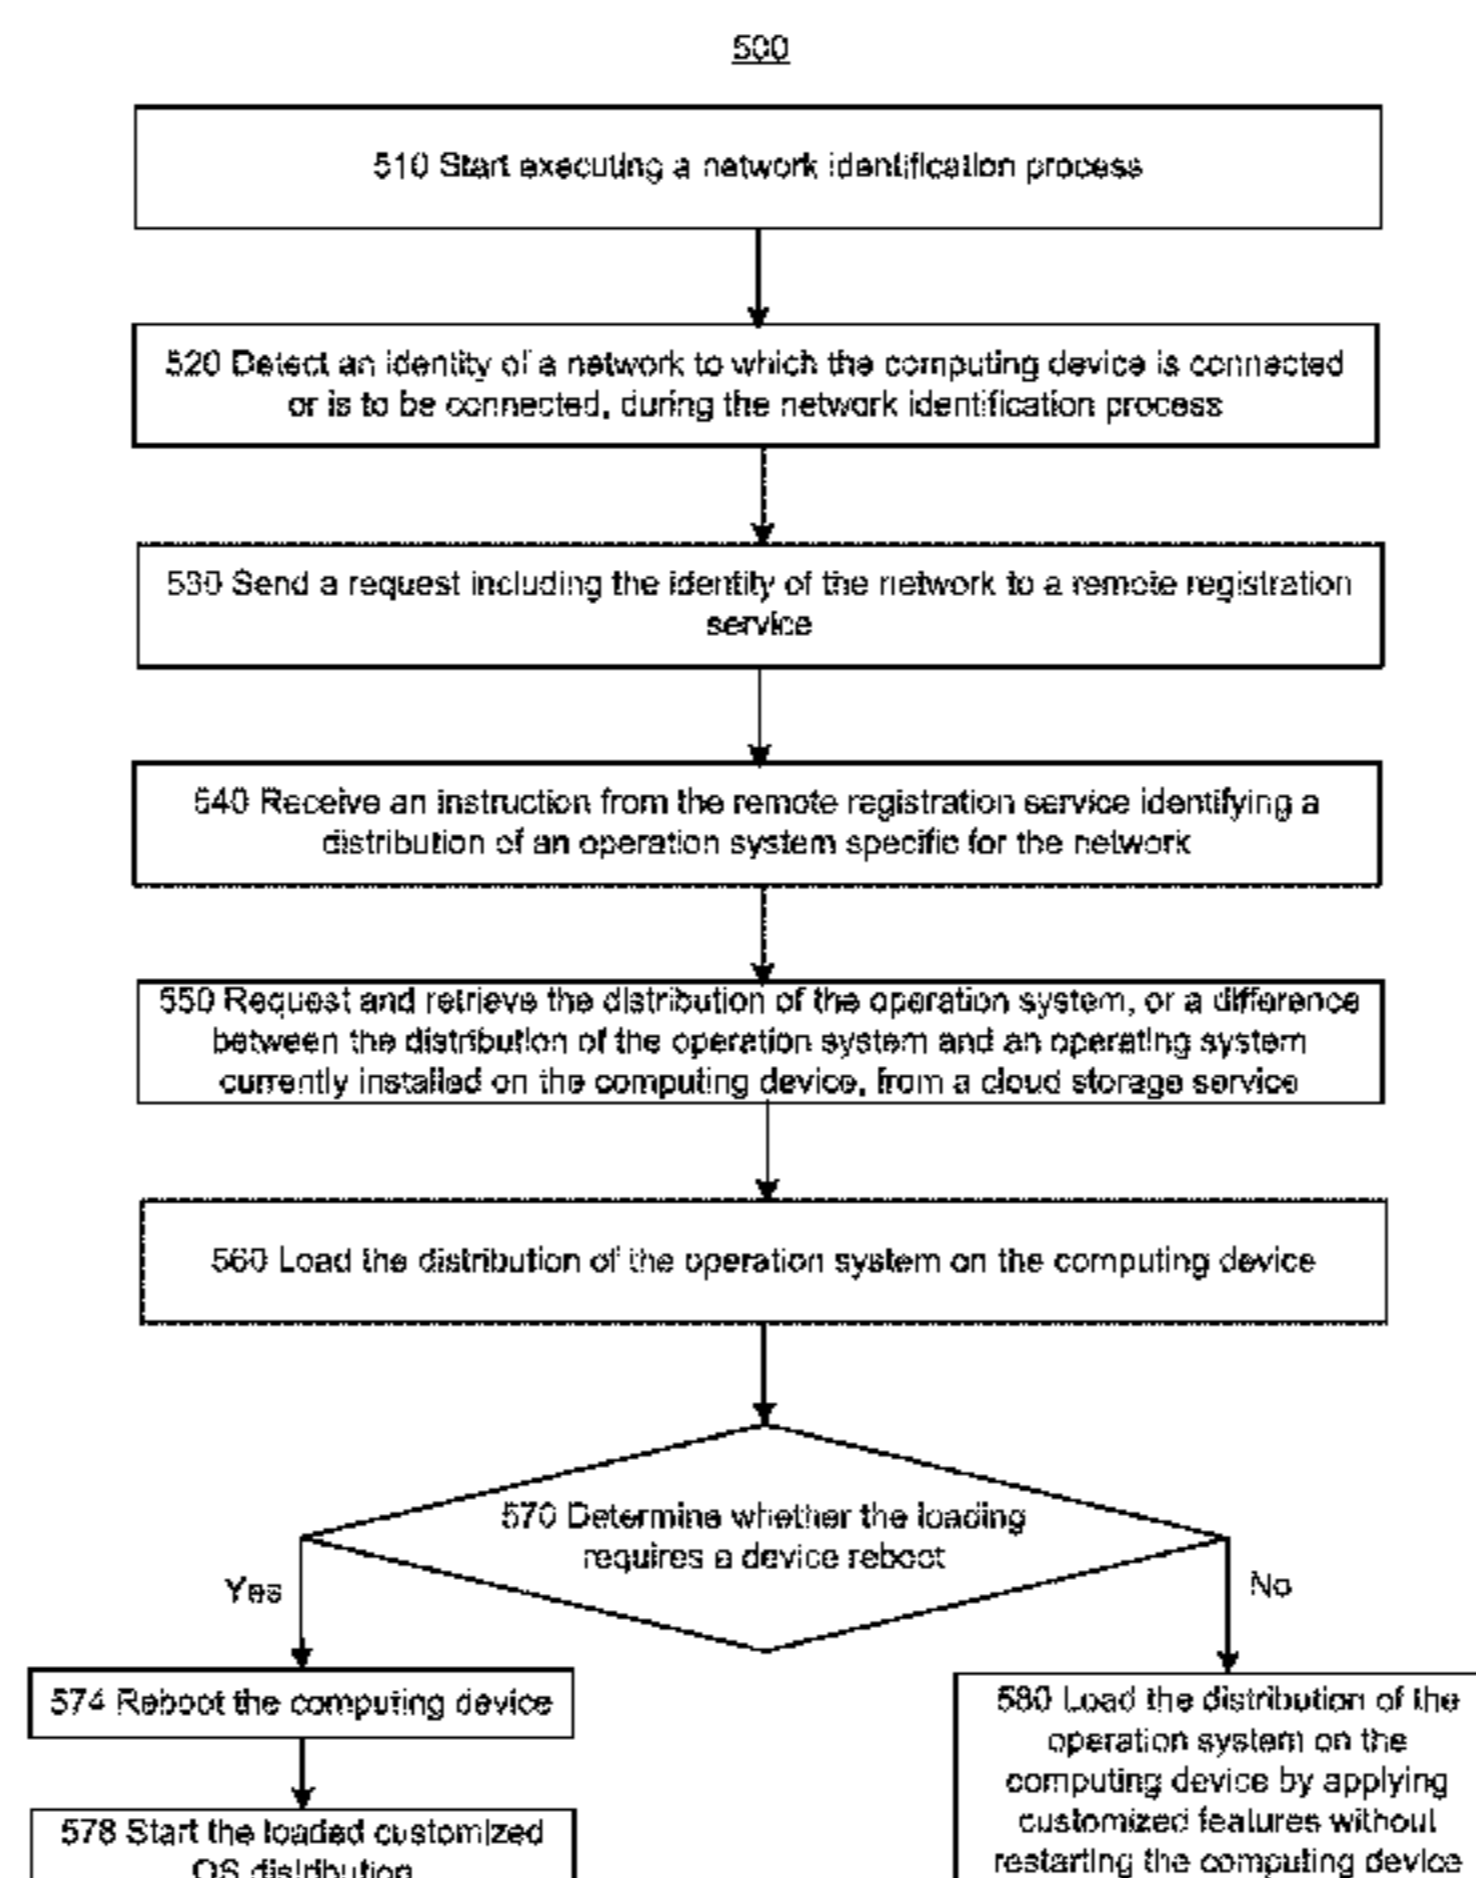 500
510 Start executing a network identification process
520 Detect an identity of a network to which the computing device is connected
or is to be connected, during the network identification process
530 Send a request including the identity of the network to a remote registration
service
540 Receive an instruction from the remote registration service identifying a
distribution of an operation system specific for the network
550 Request and retrieve the distribution of the operation system, or a difference
between the distribution of the operation system and an operating system
currently installed on the computing device, from a cloud storage service
560 Load the distribution of the operation system on the computing device
570 Determine whether the loading
requires a device reboot
Yes
No
574 Reboot the computing device
578 Start the loaded customized
OS distribution
580 Load the distribution of the
operation system on the
computing device by applying
customized features without
restarting the computing device